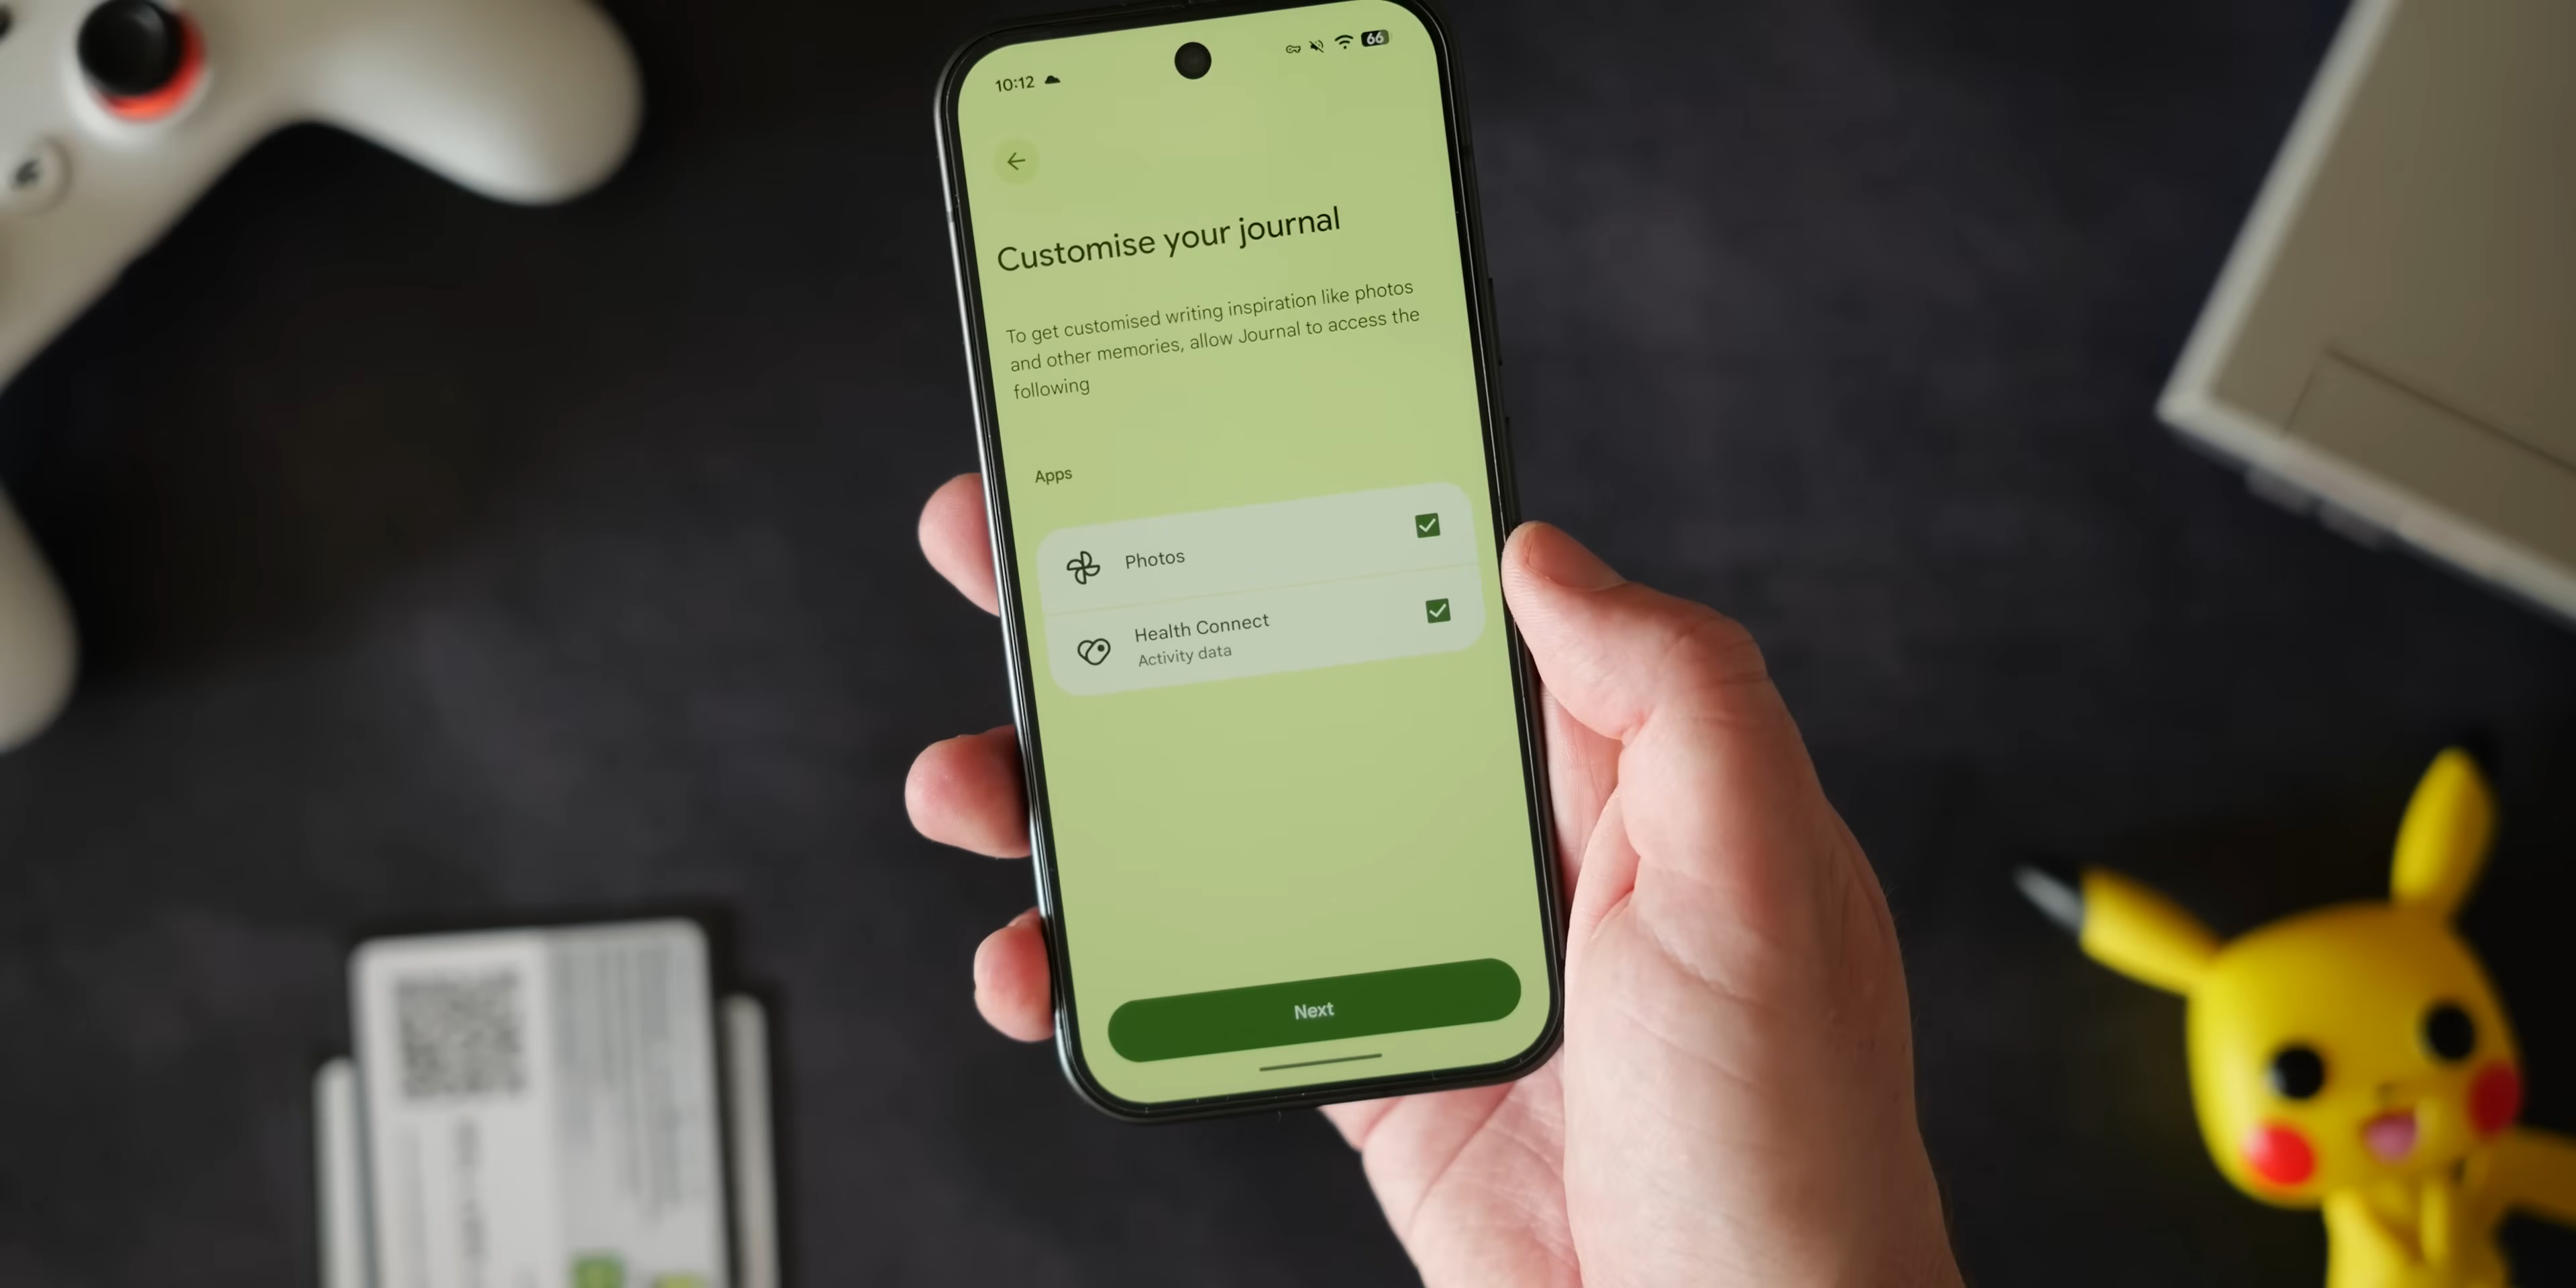 10:12
66
Customise your journal
To get customised writing inspiration like photos
and other memories, allow Journal to access the
following
Apps
Photos
Health Connect
Activity data
Next